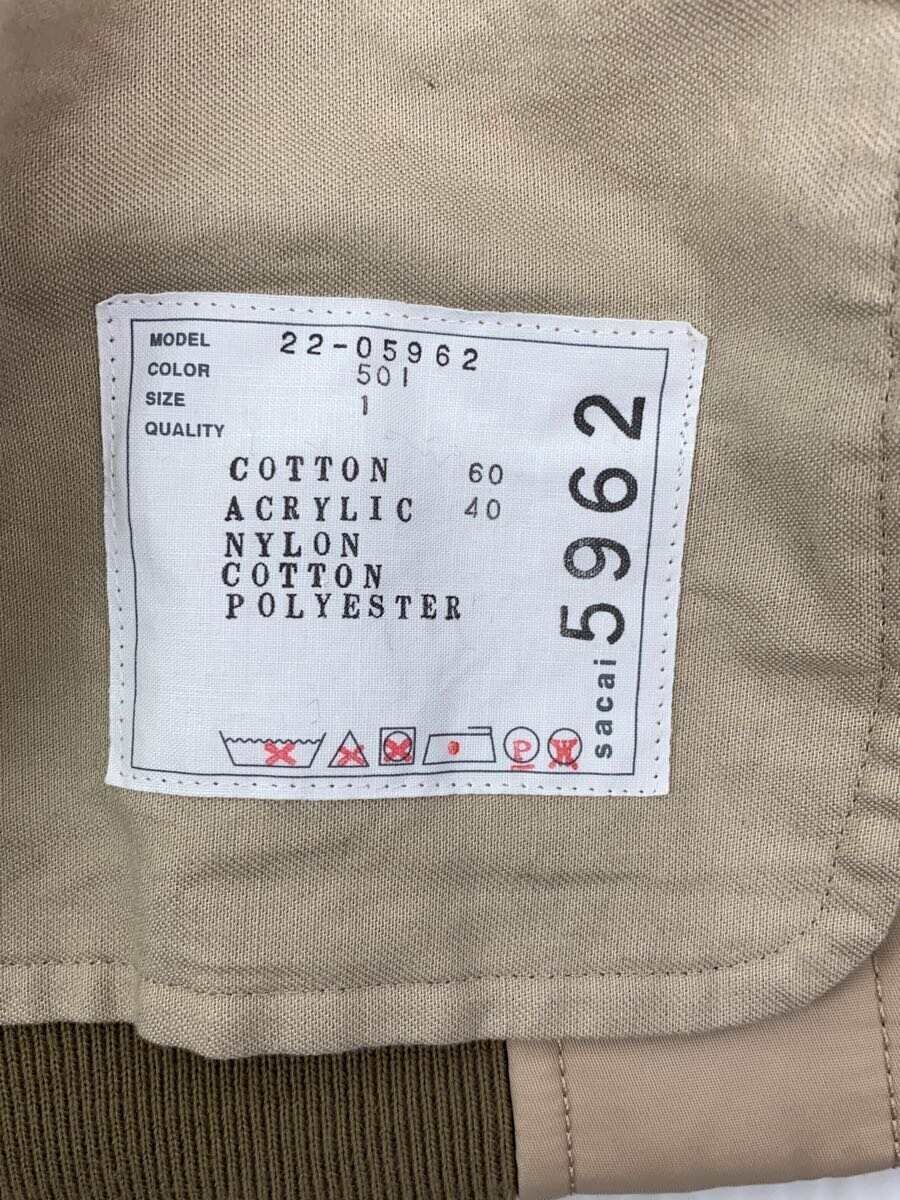 MODEL 22-05962
COLOR 501
SIZE 1
QUALITY
COTTON 60
ACRYLIC 40
NYLON
COTTON
POLYESTER
P W
sacai 5962